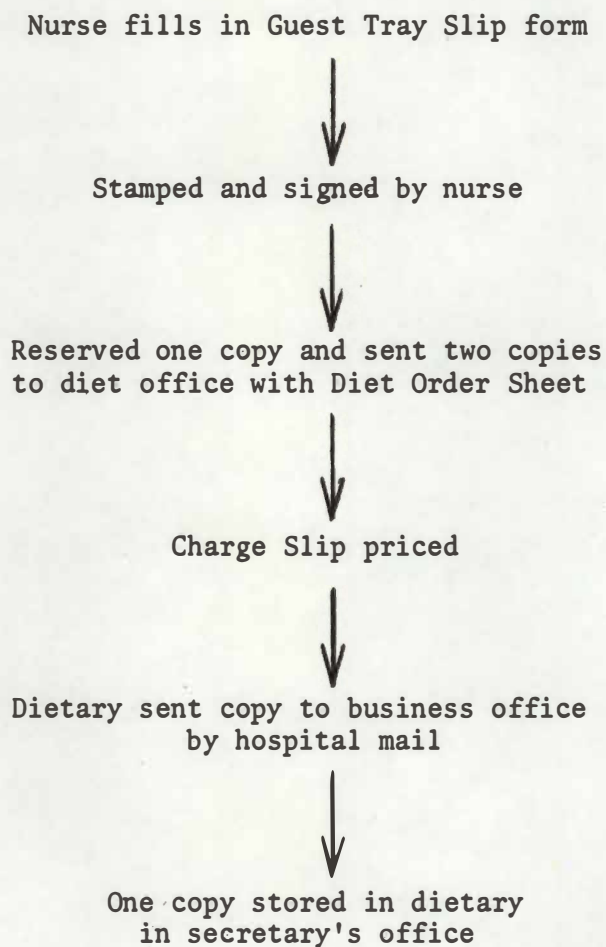 Nurse fills in Guest Tray Slip form
Stamped and signed by nurse
Reserved one copy and sent two copies
to diet office with Diet Order Sheet
Charge Slip priced
Dietary sent copy to business office
by hospital mail
One copy stored in dietary
in secretary's office